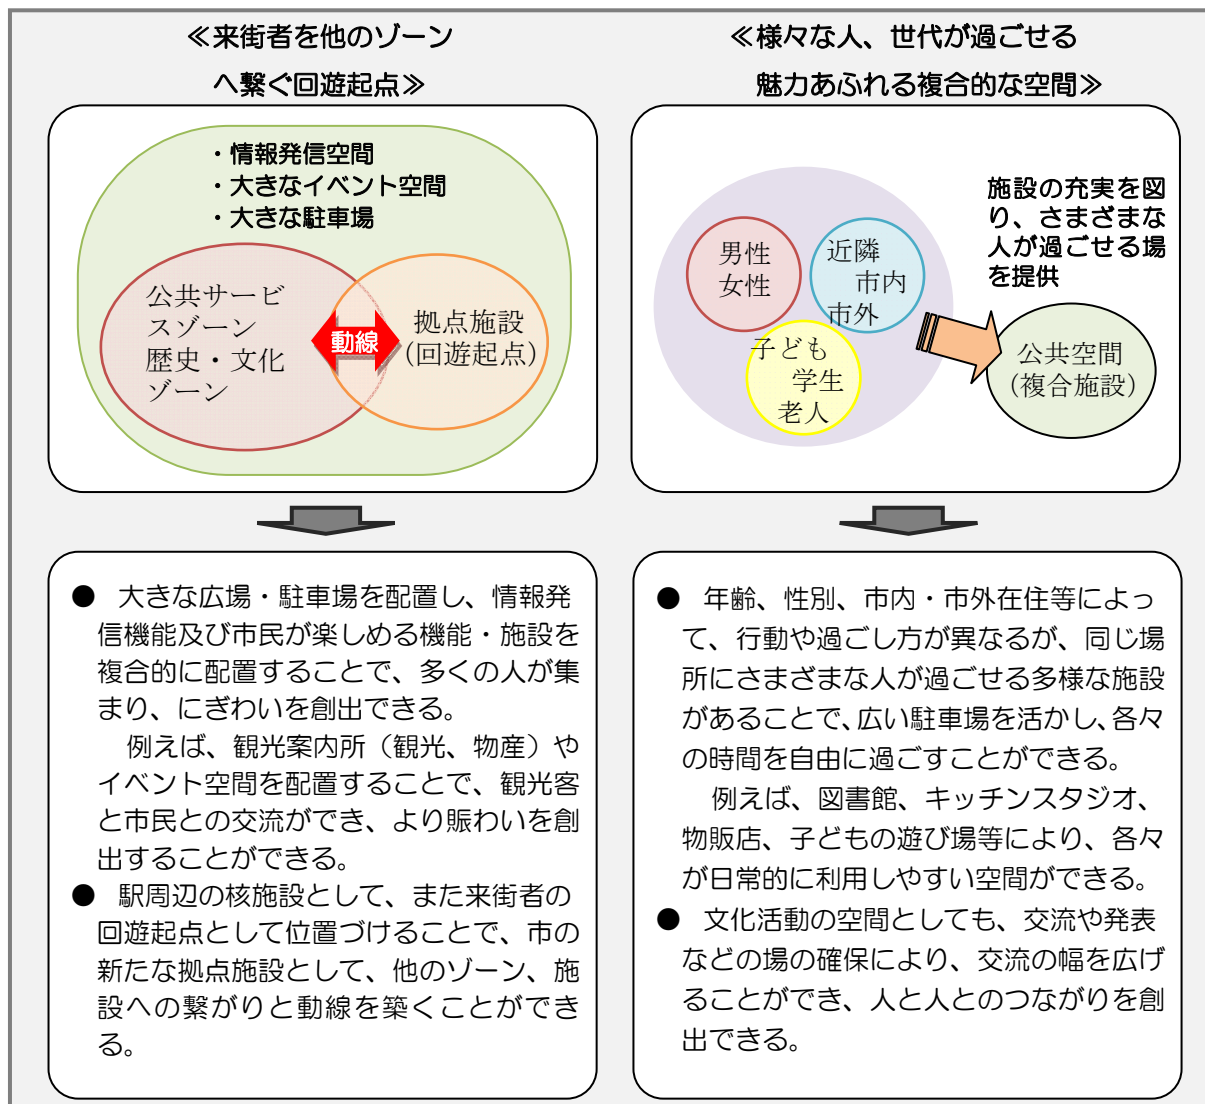 ≪来街者を他のゾーン
へ繋ぐ回遊起点≫
・情報発信空間
・大きなイベント空間
・大きな駐車場
公共サービ
スゾーン
歴史・文化
ゾーン
動線
拠点施設
(回遊起点)
● 大きな広場・駐車場を配置し、情報発
信機能及び市民が楽しめる機能・施設を
複合的に配置することで、多くの人が集
まり、にぎわいを創出できる。
例えば、観光案内所（観光、物産）や
イベント空間を配置することで、観光客
と市民との交流ができ、より賑わいを創
出することができる。
● 駅周辺の核施設として、また来街者の
回遊起点として位置づけることで、市の
新たな拠点施設として、他のゾーン、施
設への繋がりと動線を築くことができ
る。
≪様々な人、世代が過ごせる
魅力あふれる複合的な空間≫
男性
女性
近隣
市内
市外
子ども
学生
老人
施設の充実を図
り、さまざまな
人が過ごせる場
を提供
公共空間
(複合施設)
● 年齢、性別、市内・市外在住等によっ
て、行動や過ごし方が異なるが、同じ場
所にさまざまな人が過ごせる多様な施設
があることで、広い駐車場を活かし、各々
の時間を自由に過ごすことができる。
例えば、図書館、キッチンスタジオ、
物販店、子どもの遊び場等により、各々
が日常的に利用しやすい空間ができる。
● 文化活動の空間としても、交流や発表
などの場の確保により、交流の幅を広げ
ることができ、人と人とのつながりを創
出できる。